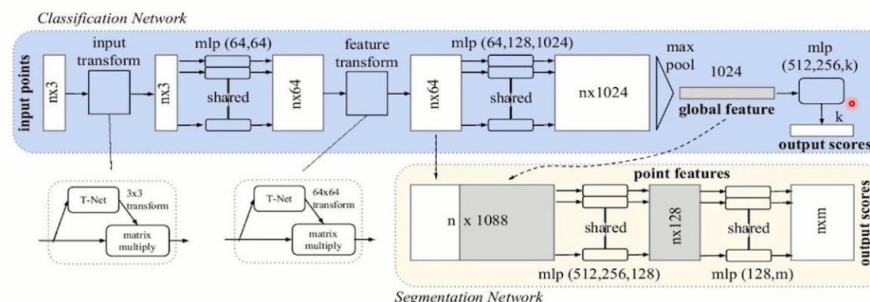 Classification Network
input points
nx3
input
transform
nx3
mlp (64,64)
shared
nx64
feature
transform
nx64
mlp (64,128,1024)
shared
nx1024
max
pool
1024
global feature
mlp
(512,256,k)
k
output scores
T-Net
3x3
transform
matrix
multiply
T-Net
64x64
transform
matrix
multiply
point features
n x 1088
shared
mlp (512,256,128)
nx128
shared
mlp (128,m)
nxm
output scores
Segmentation Network